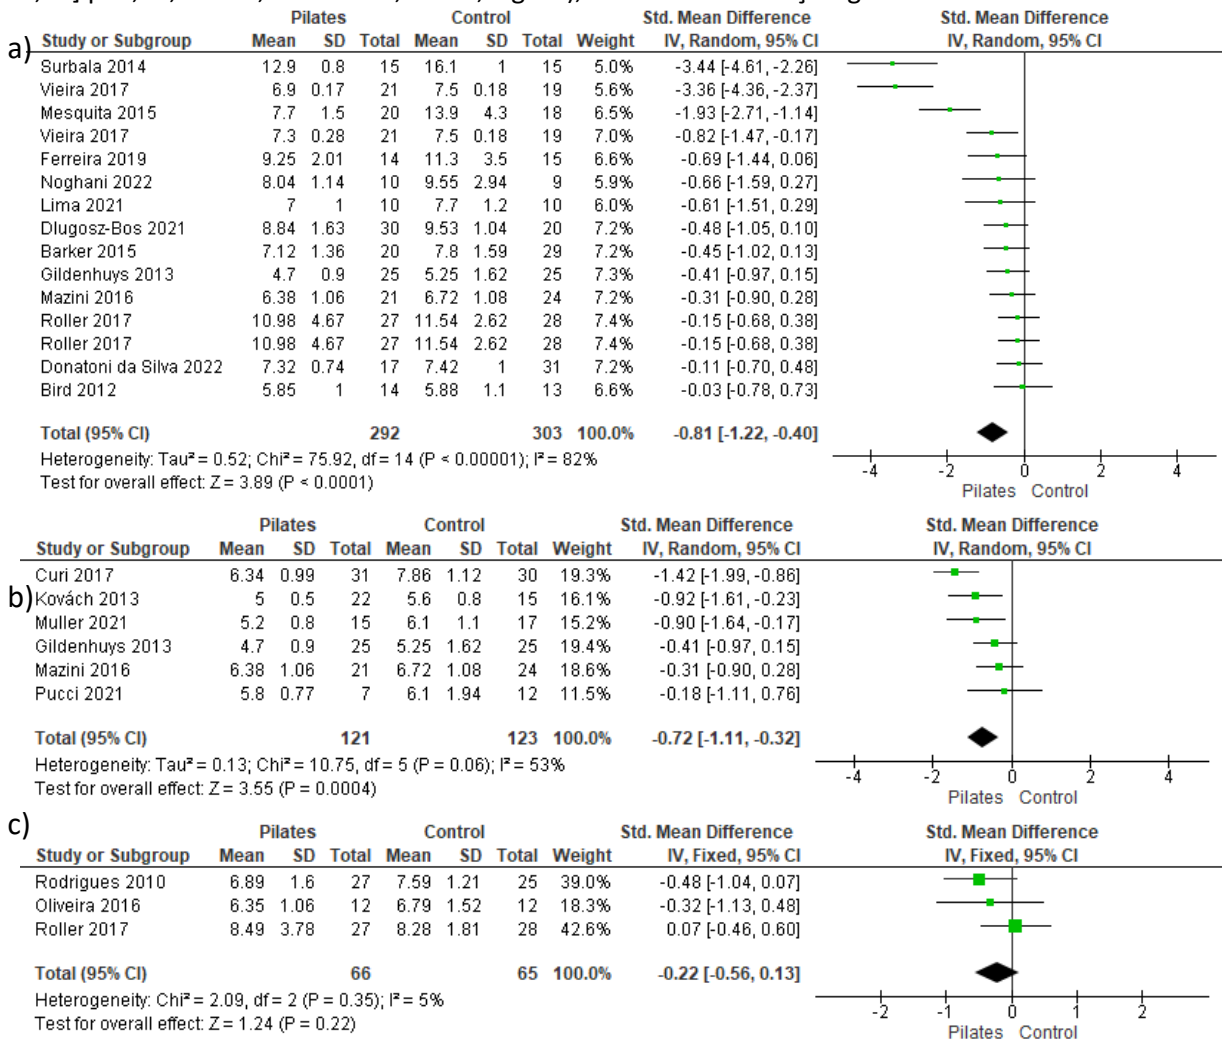 Pilates Control Std. Mean Difference Std. Mean Difference
a) Study or Subgroup Mean SD Total Mean SD Total Weight IV, Random, 95% CI IV, Random, 95% CI
Surbala 2014 12.9 0.8 15 16.1 1 15 5.0% -3.44 [-4.61, -2.26]
Vieira 2017 6.9 0.17 21 7.5 0.18 19 5.6% -3.36 [-4.36, -2.37]
Mesquita 2015 7.7 1.5 20 13.9 4.3 18 6.5% -1.93 [-2.71, -1.14]
Vieira 2017 7.3 0.28 21 7.5 0.18 19 6.9% -0.82 [-1.47, -0.17]
Ferreira 2019 9.25 2.01 14 11.3 3.5 15 6.6% -0.69 [-1.44, 0.06]
Noghani 2022 8.04 1.14 10 9.55 2.94 9 5.9% -0.66 [-1.59, 0.27]
Lima 2021 7 1 10 7.7 1.2 10 6.0% -0.61 [-1.51, 0.29]
Dlugosz-Bos 2021 8.84 1.63 30 9.53 1.04 20 7.2% -0.48 [-1.05, 0.10]
Barker 2015 7.12 1.36 20 7.8 1.59 29 7.2% -0.45 [-1.02, 0.13]
Gildenhuys 2013 4.7 0.9 25 5.25 1.62 25 7.3% -0.41 [-0.97, 0.15]
Mazini 2016 6.38 1.06 21 6.72 1.08 24 7.2% -0.31 [-0.90, 0.28]
Roller 2017 10.98 4.67 27 11.54 2.62 28 7.4% -0.15 [-0.68, 0.38]
Roller 2017 10.98 4.67 27 11.54 2.62 28 7.4% -0.15 [-0.68, 0.38]
Donatoni da Silva 2022 7.32 0.74 17 7.42 1 31 7.2% -0.11 [-0.70, 0.48]
Bird 2012 5.85 1 14 5.88 1.1 13 6.6% -0.03 [-0.78, 0.73]
Total (95% CI) 292 303 100.0% -0.81 [-1.22, -0.40]
Heterogeneity: Tau² = 0.52; Chi² = 75.92, df = 14 (P < 0.00001); I² = 82%
Test for overall effect: Z = 3.89 (P < 0.0001)
-4 -2 0 2 4
Pilates Control
Pilates Control Std. Mean Difference Std. Mean Difference
Study or Subgroup Mean SD Total Mean SD Total Weight IV, Random, 95% CI IV, Random, 95% CI
Curi 2017 6.34 0.99 31 7.86 1.12 30 19.3% -1.42 [-1.99, -0.86]
b) Kovách 2013 5 0.5 22 5.6 0.8 15 16.1% -0.92 [-1.61, -0.23]
Muller 2021 5.2 0.8 15 6.1 1.1 17 15.2% -0.90 [-1.64, -0.17]
Gildenhuys 2013 4.7 0.9 25 5.25 1.62 25 19.4% -0.41 [-0.97, 0.15]
Mazini 2016 6.38 1.06 21 6.72 1.08 24 18.6% -0.31 [-0.90, 0.28]
Pucci 2021 5.8 0.77 7 6.1 1.94 12 11.5% -0.18 [-1.11, 0.76]
Total (95% CI) 121 123 100.0% -0.72 [-1.11, -0.32]
Heterogeneity: Tau² = 0.13; Chi² = 10.75, df = 5 (P = 0.06); I² = 53%
Test for overall effect: Z = 3.55 (P = 0.0004)
-4 -2 0 2 4
Pilates Control
c)
Pilates Control Std. Mean Difference Std. Mean Difference
Study or Subgroup Mean SD Total Mean SD Total Weight IV, Fixed, 95% CI IV, Fixed, 95% CI
Rodrigues 2010 6.89 1.6 27 7.59 1.21 25 39.0% -0.48 [-1.04, 0.07]
Oliveira 2016 6.35 1.06 12 6.79 1.52 12 18.3% -0.32 [-1.13, 0.48]
Roller 2017 8.49 3.78 27 8.28 1.81 28 42.6% 0.07 [-0.46, 0.60]
Total (95% CI) 66 65 100.0% -0.22 [-0.56, 0.13]
Heterogeneity: Chi² = 2.09, df = 2 (P = 0.35); I² = 5%
Test for overall effect: Z = 1.24 (P = 0.22)
-2 -1 0 1 2
Pilates Control